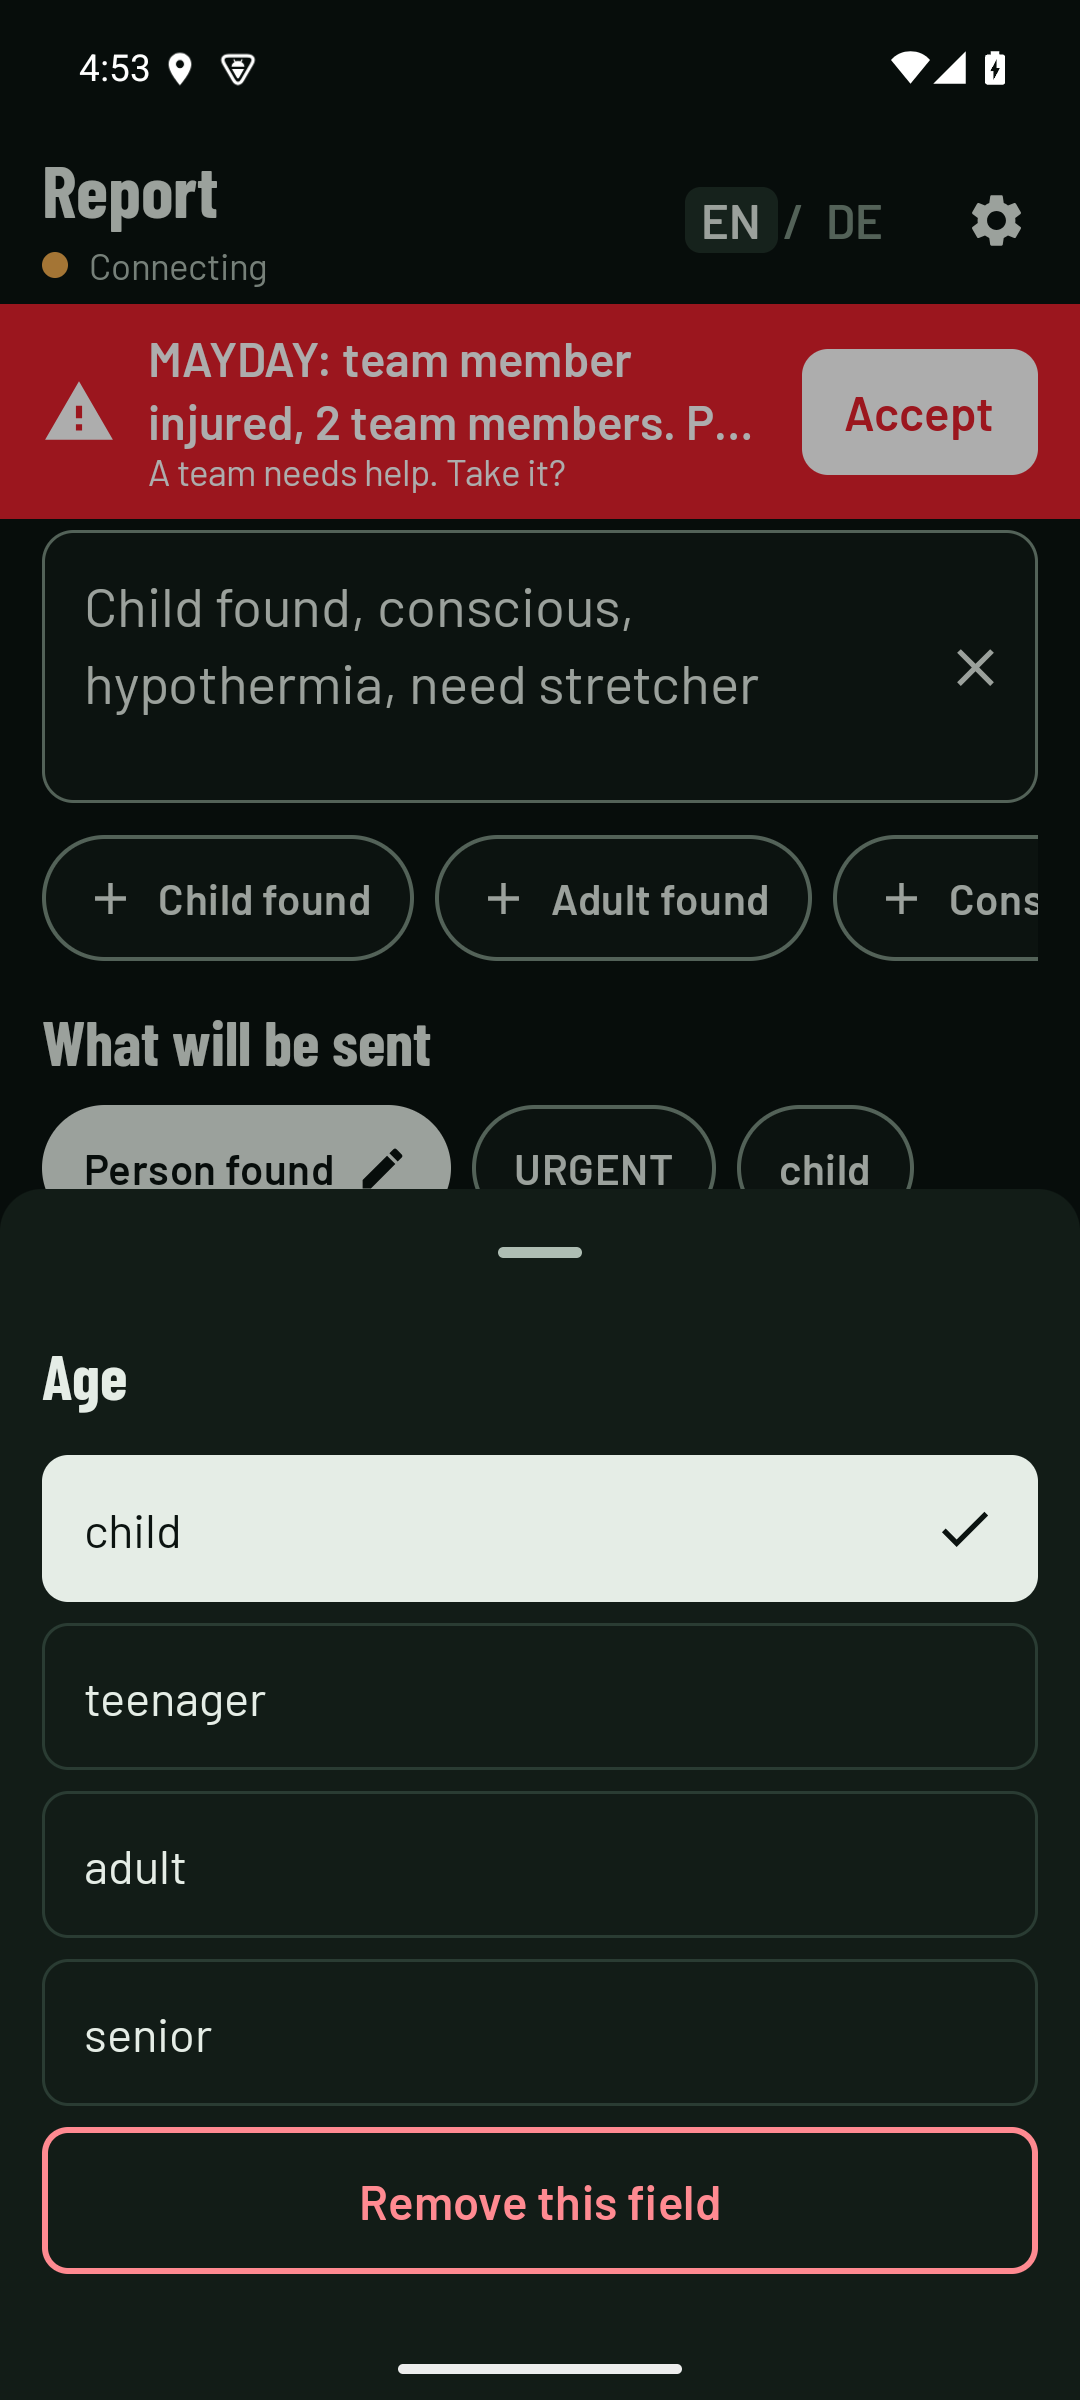 4:53
Report
EN / DE
Connecting
MAYDAY: team member
injured, 2 team members. P...
A team needs help. Take it?
Accept
Child found, conscious,
hypothermia, need stretcher
Child found
Adult found
Cons
What will be sent
Person found
URGENT
child
Age
child
teenager
adult
senior
Remove this field